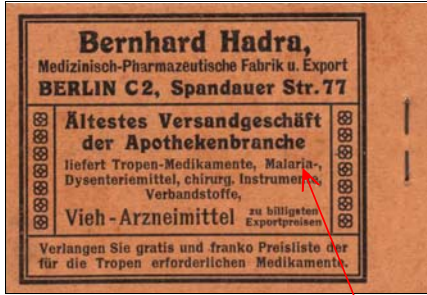 Bernhard Hadra,
Medizinisch-Pharmazeutische Fabrik u. Export
BERLIN C2, Spandauer Str. 77
Ältestes Versandgeschäft
der Apothekenbranche
liefert Tropen-Medikamente, Malaria-,
Dysenteriemittel, chirurg. Instrumente,
Verbandstoffe,
Vieh-Arzneimittel zu billigsten
Exportpreisen
Verlangen Sie gratis und franko Preisliste der
für die Tropen erforderlichen Medikamente.